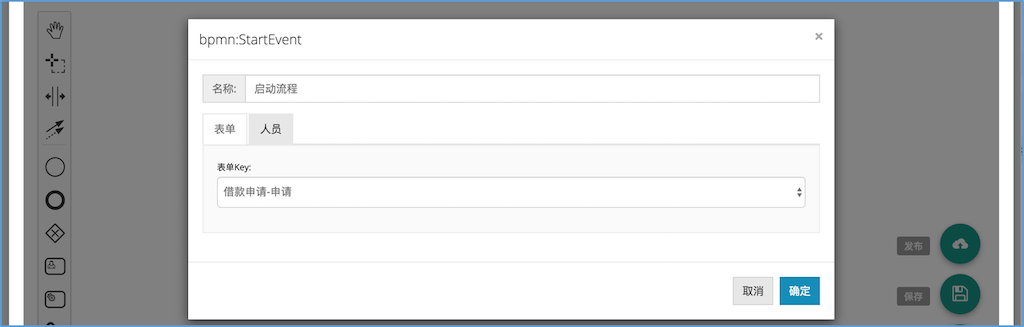 bpmn:StartEvent
×
名称:
启动流程
表单
人员
表单Key:
借款申请-申请
取消
确定
发布
保存